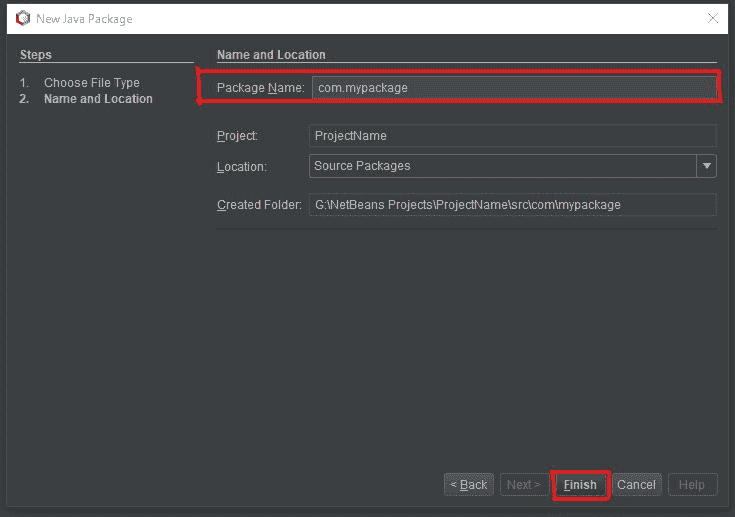 New Java Package
Steps
1. Choose File Type
2. Name and Location
Name and Location
Package Name: com.mypackage
Project: ProjectName
Location: Source Packages
Created Folder: G:\NetBeans Projects\ProjectName\src\com\mypackage
< Back Next > Finish Cancel Help